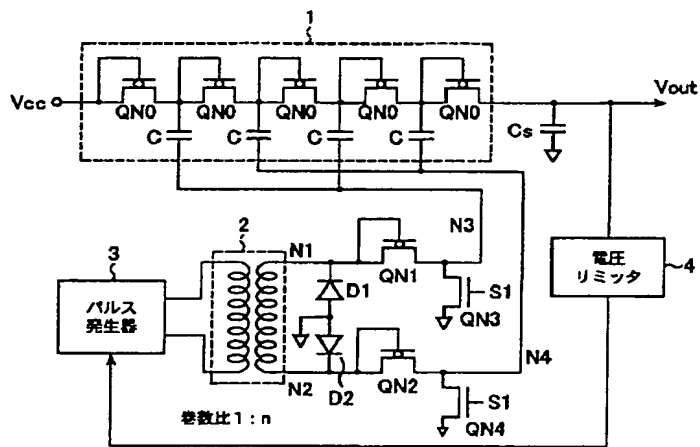 1
Vcc
QN0 QN0 QN0 QN0 QN0
Vout
C C C C
Cs
N3
2
3
N1
QN1
パルス
発生器
D1
S1
QN3
電圧
リミッタ
4
N4
N2
D2
QN2
S1
QN4
巻数比1:n